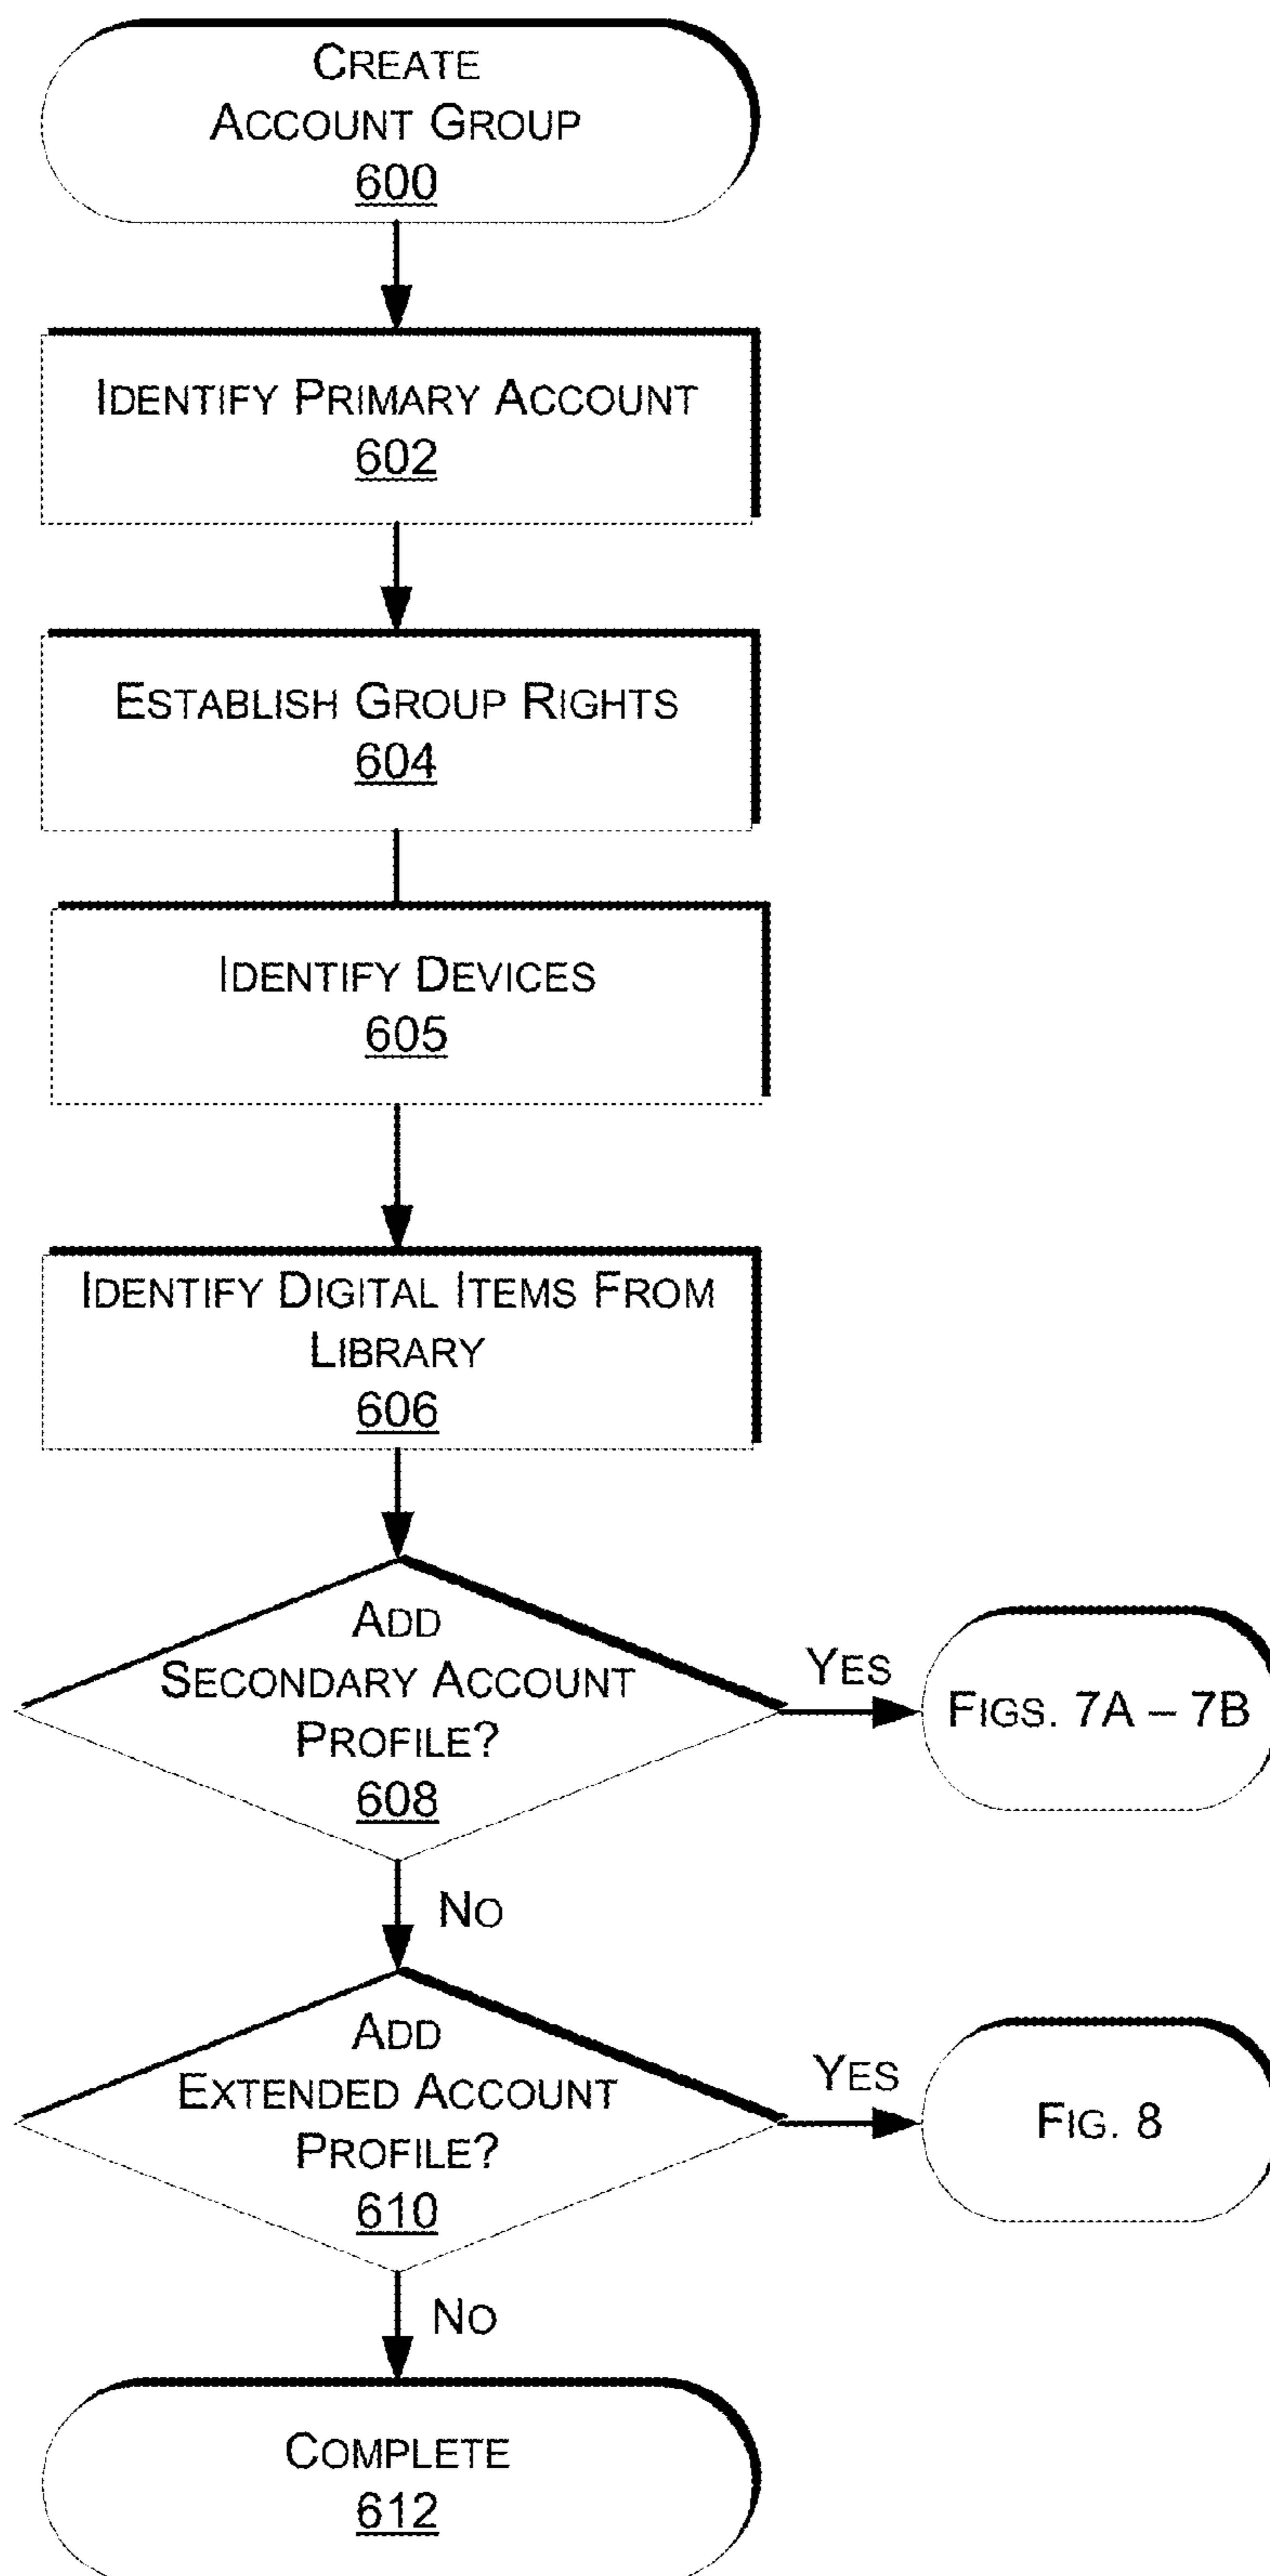 CREATE
ACCOUNT GROUP
600
IDENTIFY PRIMARY ACCOUNT
602
ESTABLISH GROUP RIGHTS
604
IDENTIFY DEVICES
605
IDENTIFY DIGITAL ITEMS FROM
LIBRARY
606
ADD
SECONDARY ACCOUNT
PROFILE?
608
YES
FIGS. 7A – 7B
NO
ADD
EXTENDED ACCOUNT
PROFILE?
610
YES
FIG. 8
NO
COMPLETE
612